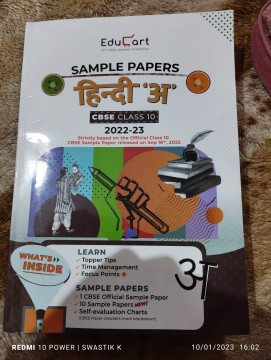 Educart
SAMPLE PAPERS
हिन्दी 'अ'
CBSE CLASS 10
2022-23
Strictly based on the Official Class 10
CBSE Sample Paper released on Sep 16th, 2022
WHAT'S INSIDE
LEARN
✓ Topper Tips
✓ Time Management
✓ Focus Points
SAMPLE PAPERS
✓ 1 CBSE Official Sample Paper
✓ 10 Sample Papers NEW!
✓ Self-evaluation Charts
अ
REDMI 10 POWER | SWASTIK K
10/01/2023 16:02